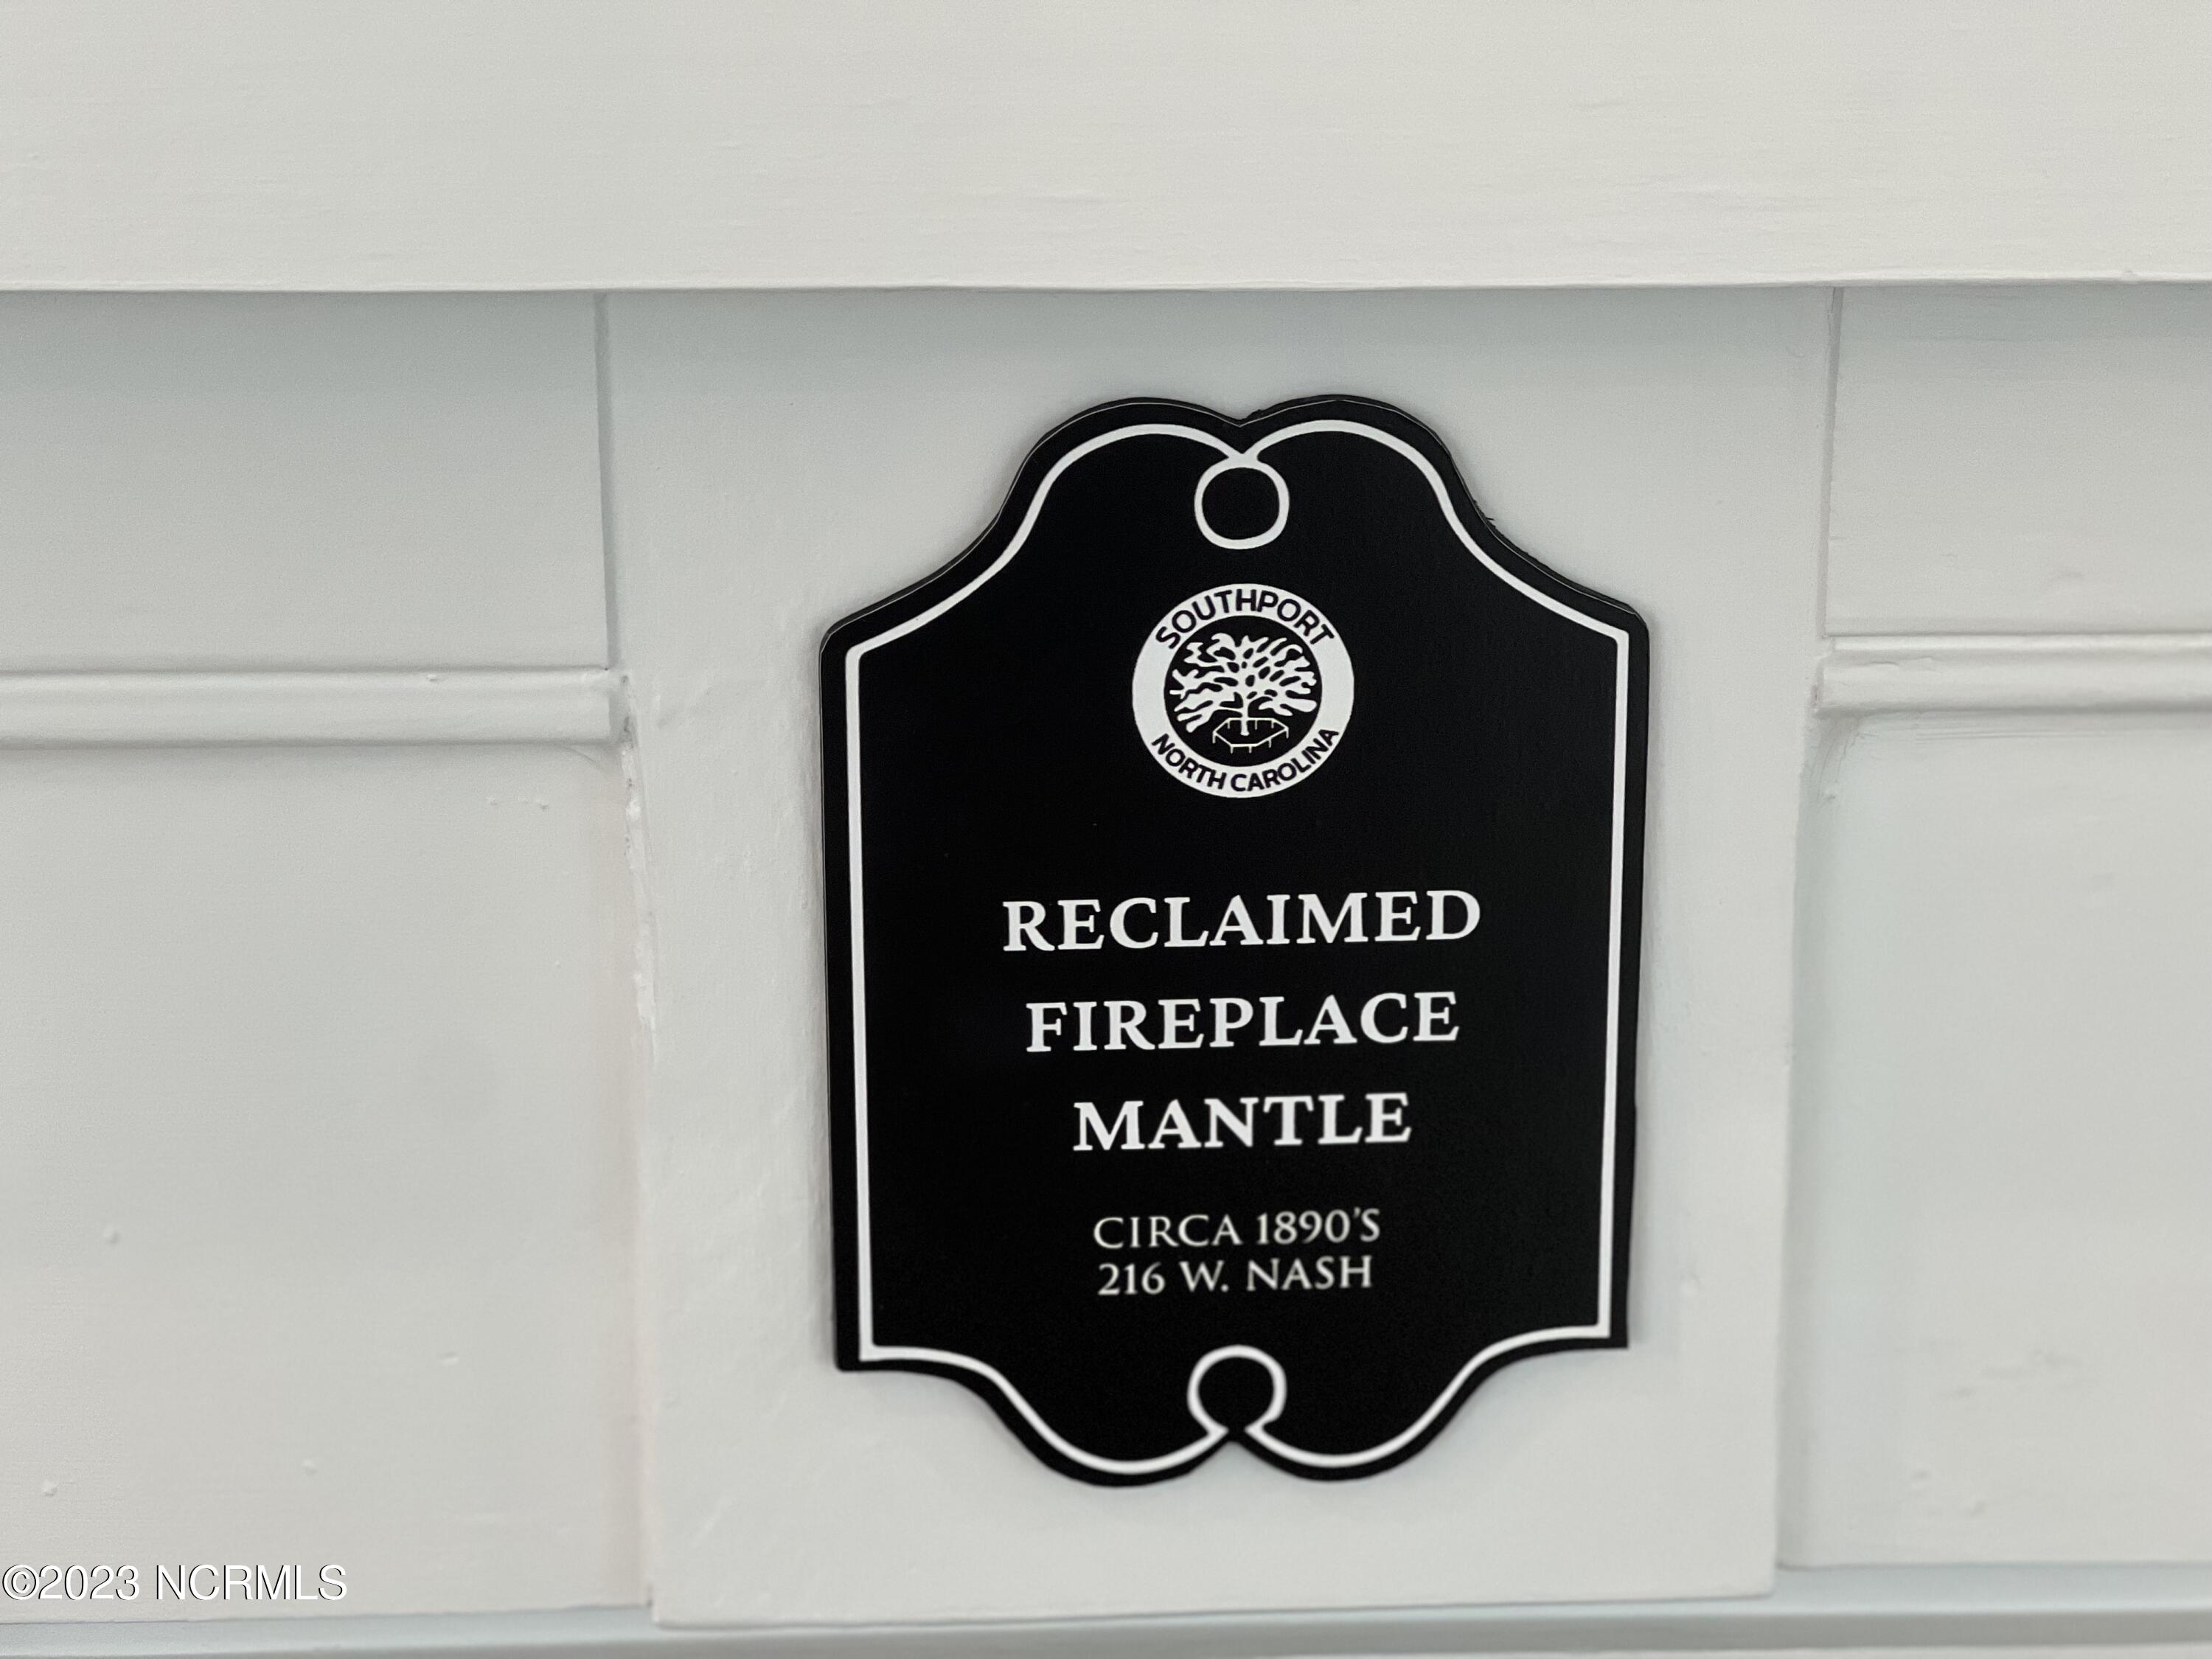 SOUTHPORT
NORTH CAROLINA
RECLAIMED
FIREPLACE
MANTLE
CIRCA 1890'S
216 W. NASH
©2023 NCRMLS